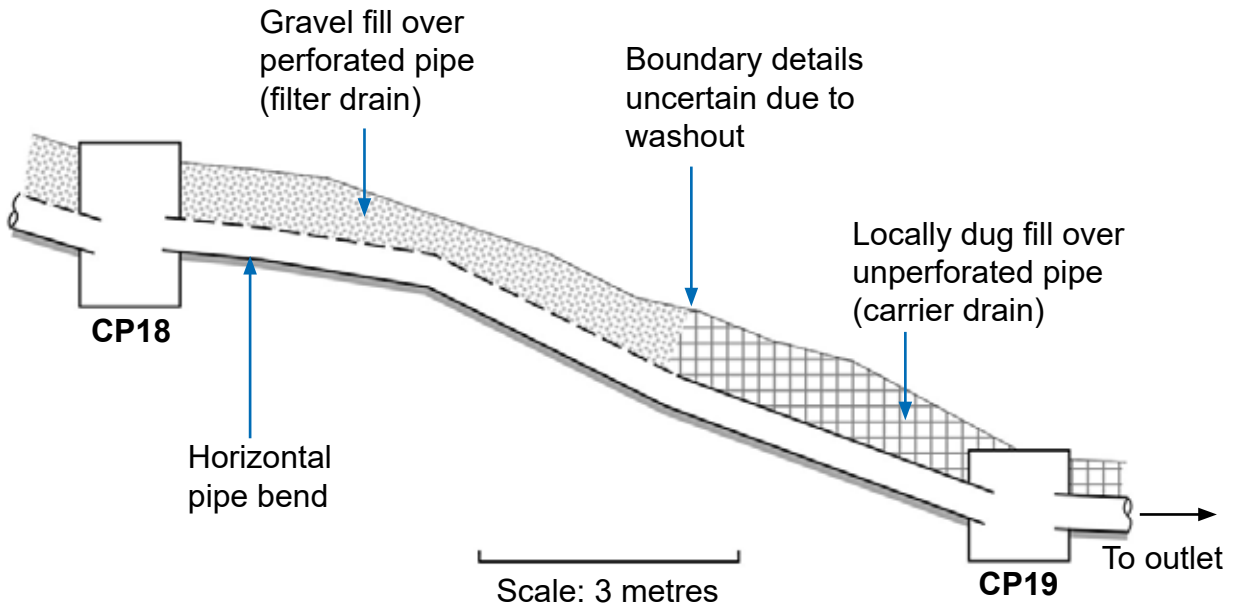 Gravel fill over
perforated pipe
(filter drain)
Boundary details
uncertain due to
washout
Locally dug fill over
unperforated pipe
(carrier drain)
CP18
Horizontal
pipe bend
Scale: 3 metres
CP19
To outlet